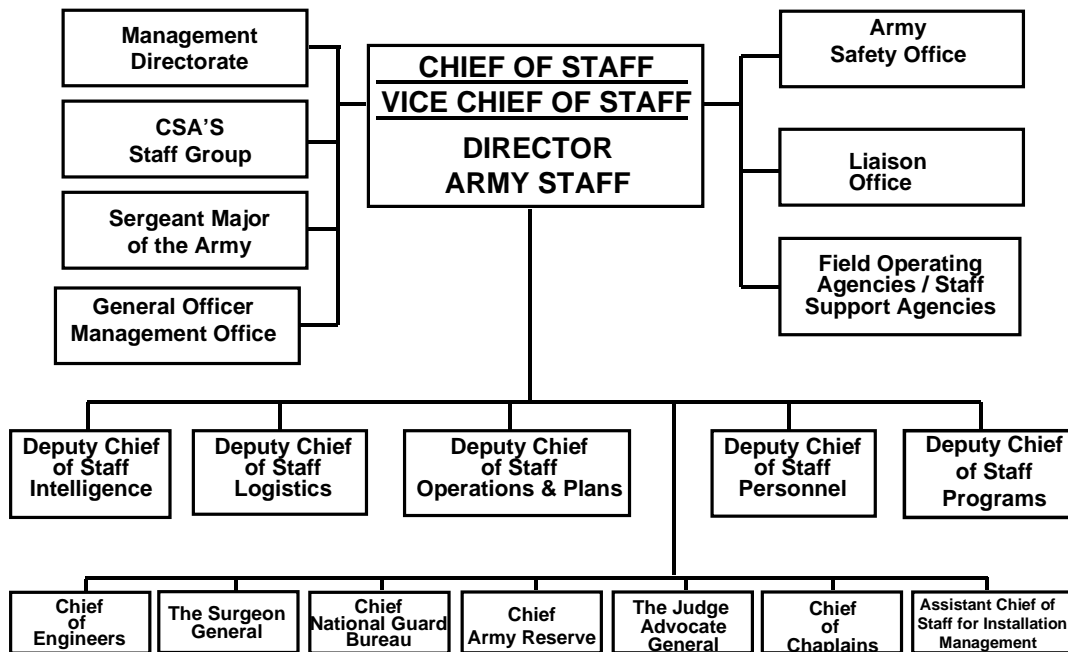 Management
Directorate
CSA'S
Staff Group
Sergeant Major
of the Army
General Officer
Management Office
CHIEF OF STAFF
VICE CHIEF OF STAFF
DIRECTOR
ARMY STAFF
Army
Safety Office
Liaison
Office
Field Operating
Agencies / Staff
Support Agencies
Deputy Chief
of Staff
Intelligence
Deputy Chief
of Staff
Logistics
Deputy Chief
of Staff
Operations & Plans
Deputy Chief
of Staff
Personnel
Deputy Chief
of Staff
Programs
Chief
of
Engineers
The Surgeon
General
Chief
National Guard
Bureau
Chief
Army Reserve
The Judge
Advocate
General
Chief
of
Chaplains
Assistant Chief of
Staff for Installation
Management